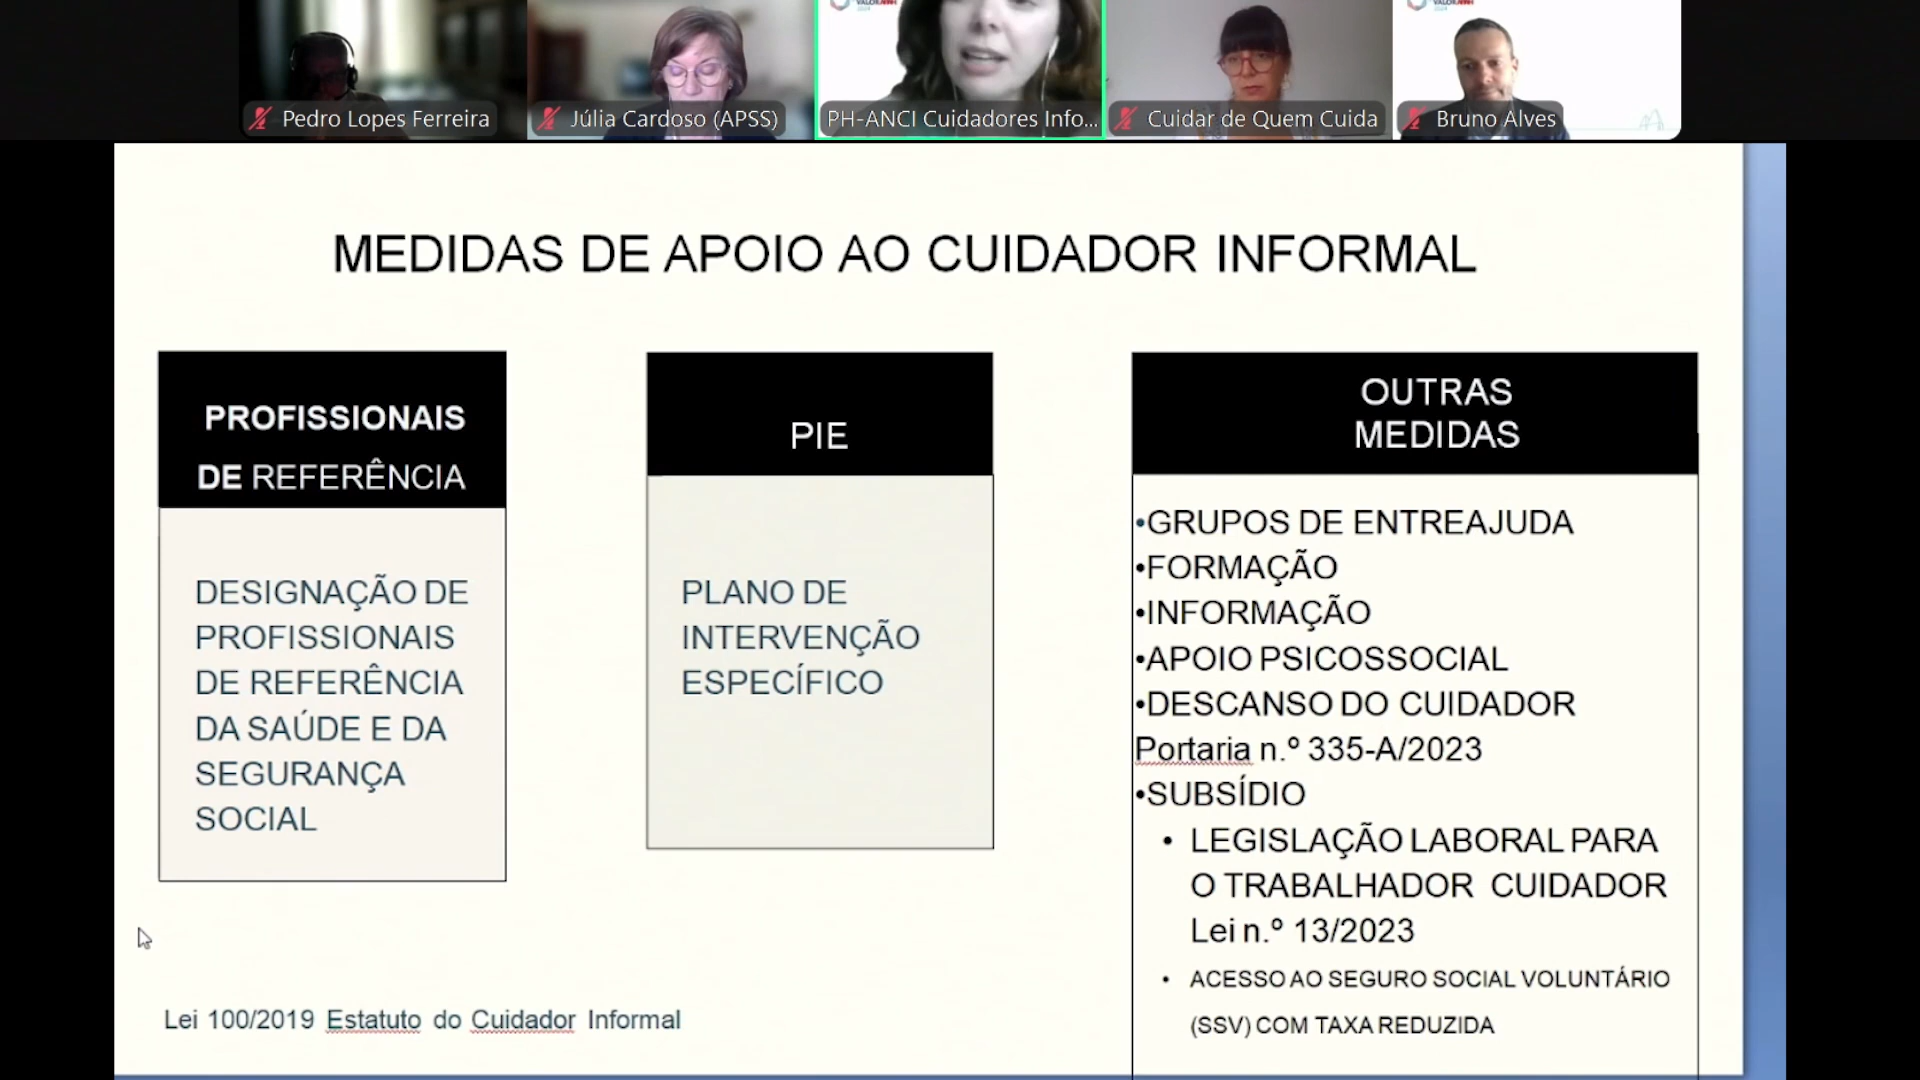 Pedro Lopes Ferreira
Júlia Cardoso (APSS)
PH-ANCI Cuidadores Info...
Cuidar de Quem Cuida
Bruno Alves
MEDIDAS DE APOIO AO CUIDADOR INFORMAL
PROFISSIONAIS
DE REFERÊNCIA
DESIGNAÇÃO DE
PROFISSIONAIS
DE REFERÊNCIA
DA SAÚDE E DA
SEGURANÇA
SOCIAL
PIE
PLANO DE
INTERVENÇÃO
ESPECÍFICO
OUTRAS
MEDIDAS
•GRUPOS DE ENTREAJUDA
•FORMAÇÃO
•INFORMAÇÃO
•APOIO PSICOSSOCIAL
•DESCANSO DO CUIDADOR
Portaria n.º 335-A/2023
•SUBSÍDIO
• LEGISLAÇÃO LABORAL PARA
O TRABALHADOR CUIDADOR
Lei n.º 13/2023
• ACESSO AO SEGURO SOCIAL VOLUNTÁRIO
(SSV) COM TAXA REDUZIDA
Lei 100/2019 Estatuto do Cuidador Informal